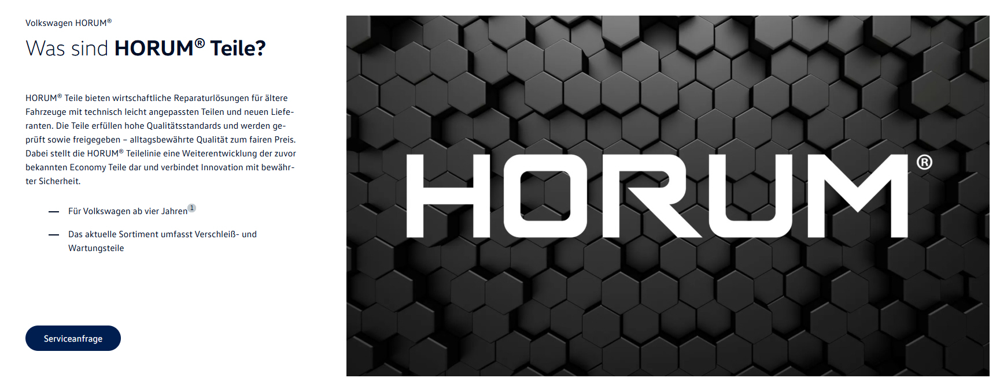 Volkswagen HORUM®
Was sind HORUM® Teile?
HORUM® Teile bieten wirtschaftliche Reparaturlösungen für ältere
Fahrzeuge mit technisch leicht angepassten Teilen und neuen Liefe-
ranten. Die Teile erfüllen hohe Qualitätsstandards und werden ge-
prüft sowie freigegeben – alltagsbewährte Qualität zum fairen Preis.
Dabei stellt die HORUM® Teilelinie eine Weiterentwicklung der zuvor
bekannten Economy Teile dar und verbindet Innovation mit bewähr-
ter Sicherheit.
— Für Volkswagen ab vier Jahren1
— Das aktuelle Sortiment umfasst Verschleiß- und
Wartungsteile
Serviceanfrage
HORUM®